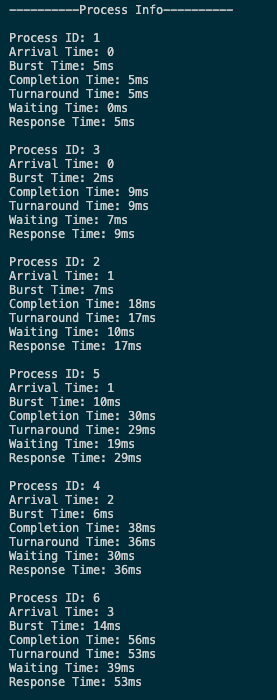 ----------Process Info----------
Process ID: 1
Arrival Time: 0
Burst Time: 5ms
Completion Time: 5ms
Turnaround Time: 5ms
Waiting Time: 0ms
Response Time: 5ms
Process ID: 3
Arrival Time: 0
Burst Time: 2ms
Completion Time: 9ms
Turnaround Time: 9ms
Waiting Time: 7ms
Response Time: 9ms
Process ID: 2
Arrival Time: 1
Burst Time: 7ms
Completion Time: 18ms
Turnaround Time: 17ms
Waiting Time: 10ms
Response Time: 17ms
Process ID: 5
Arrival Time: 1
Burst Time: 10ms
Completion Time: 30ms
Turnaround Time: 29ms
Waiting Time: 19ms
Response Time: 29ms
Process ID: 4
Arrival Time: 2
Burst Time: 6ms
Completion Time: 38ms
Turnaround Time: 36ms
Waiting Time: 30ms
Response Time: 36ms
Process ID: 6
Arrival Time: 3
Burst Time: 14ms
Completion Time: 56ms
Turnaround Time: 53ms
Waiting Time: 39ms
Response Time: 53ms